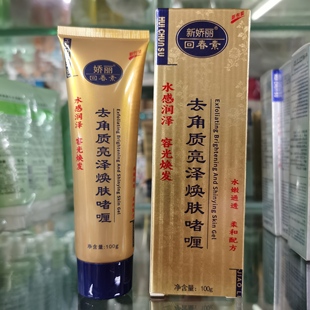 娇丽
回春素
水感润泽 容光焕发
去角质亮泽焕肤啫喱
Exfoliating Brightening And Shinying Skin Gel
净含量:100g
HUI CHUN SU
新娇丽
回春素
去角质亮泽焕肤啫喱
Exfoliating Brightening And Shinying Skin Gel
水感润泽 容光焕发
水嫩通透 柔和配方
净含量:100g